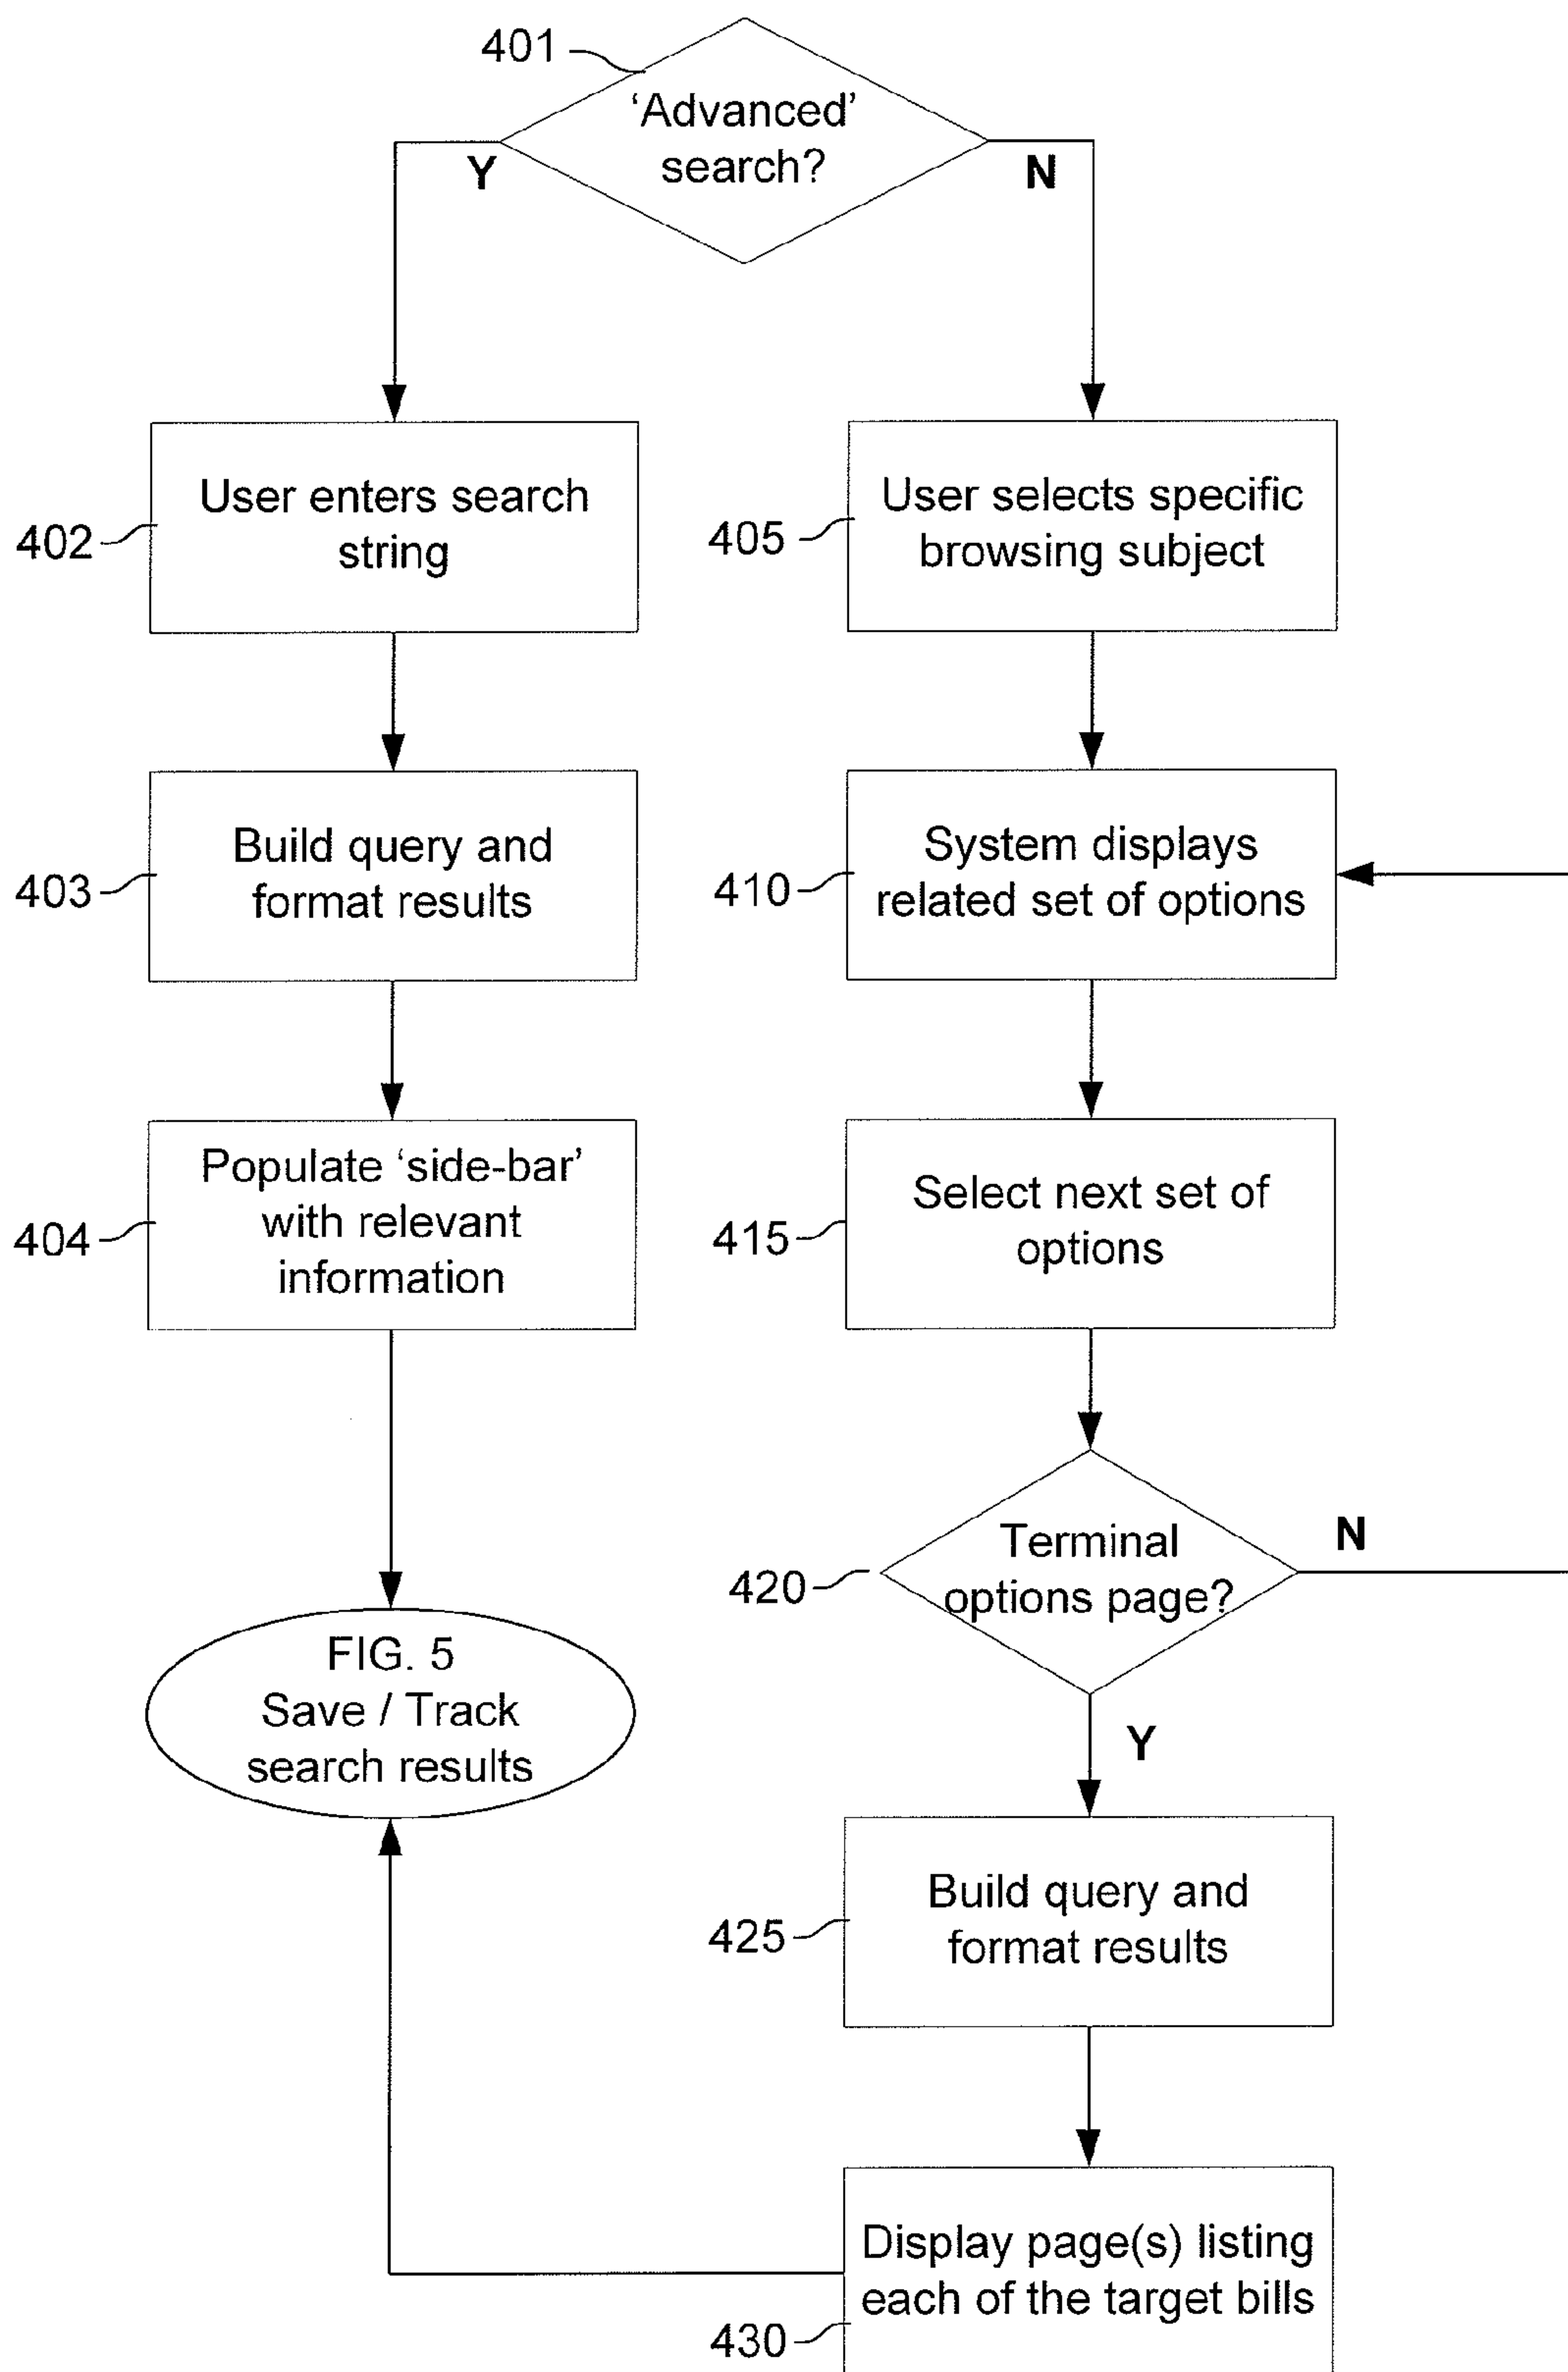 401
‘Advanced’
search?
Y
N
402
User enters search
string
405
User selects specific
browsing subject
403
Build query and
format results
410
System displays
related set of options
404
Populate ‘side-bar’
with relevant
information
415
Select next set of
options
420
Terminal
options page?
N
Y
FIG. 5
Save / Track
search results
425
Build query and
format results
430
Display page(s) listing
each of the target bills